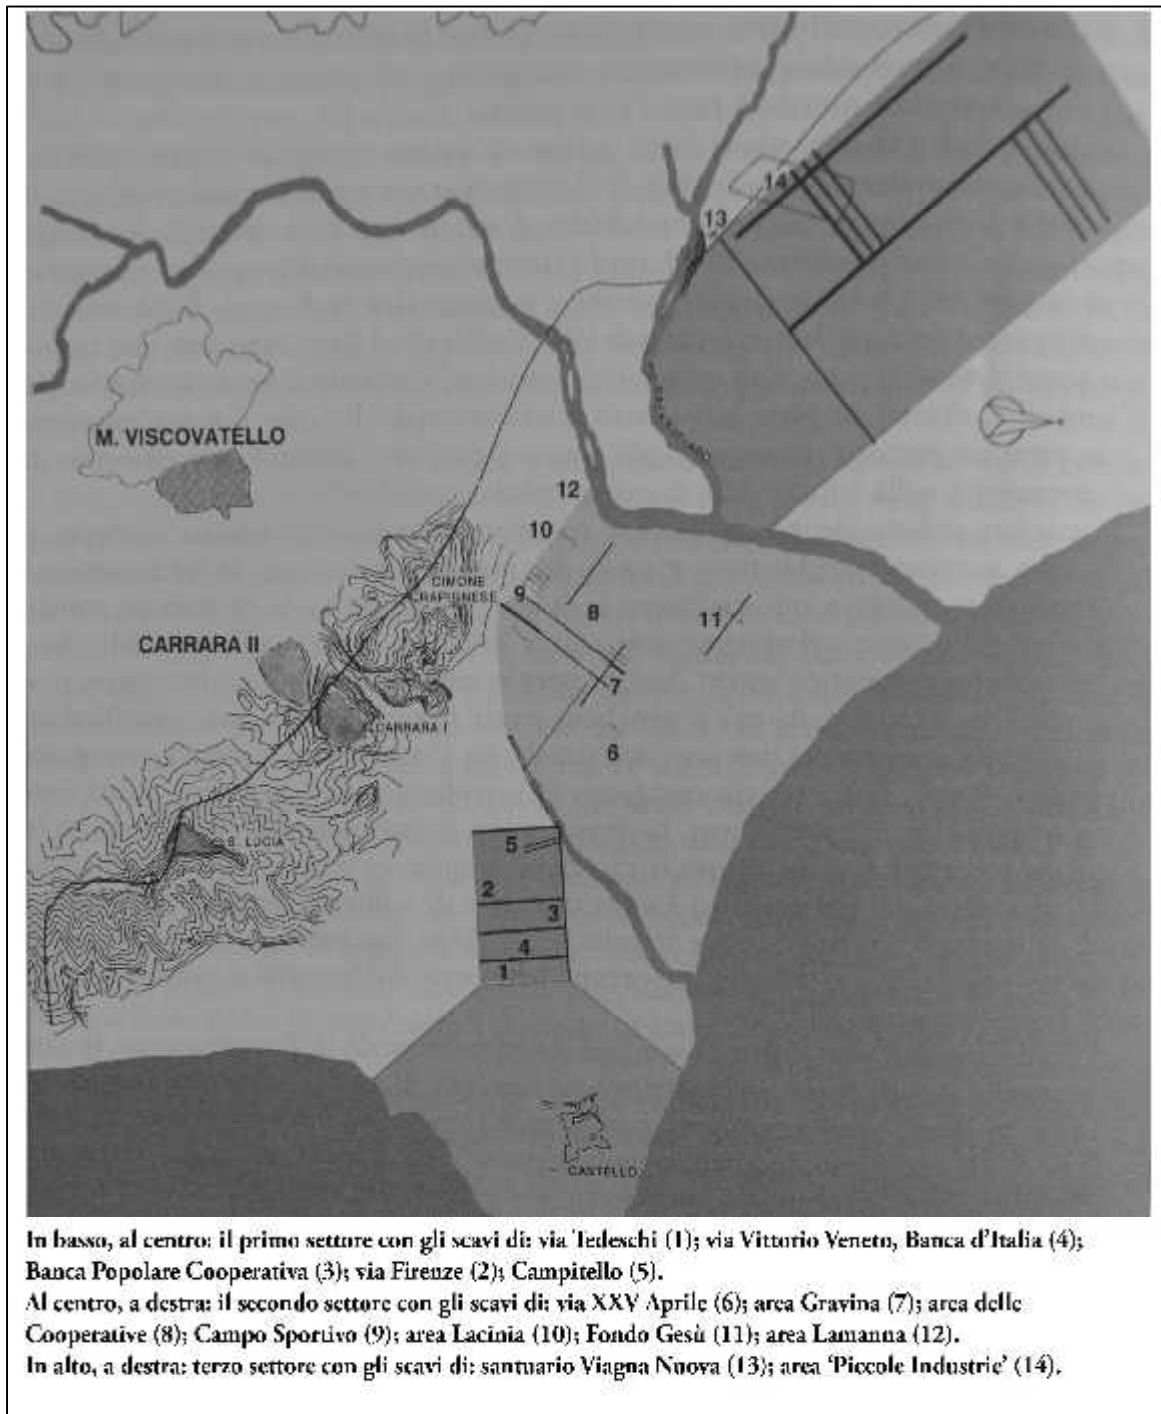 14
13
M. VISCOVATELLO
12
10
CIMONE
CRAPIGNESE
9
8
11
CARRARA II
7
CARRARA I
6
S. LUCIA
5
2
3
4
1
CASTELLO
In basso, al centro: il primo settore con gli scavi di: via Tedeschi (1); via Vittorio Veneto, Banca d'Italia (4);
Banca Popolare Cooperativa (3); via Firenze (2); Campitello (5).
Al centro, a destra: il secondo settore con gli scavi di: via XXV Aprile (6); area Gravina (7); area delle
Cooperative (8); Campo Sportivo (9); area Lacinia (10); Fondo Gesù (11); area Lamanna (12).
In alto, a destra: terzo settore con gli scavi di: santuario Vigna Nuova (13); area 'Piccole Industrie' (14).